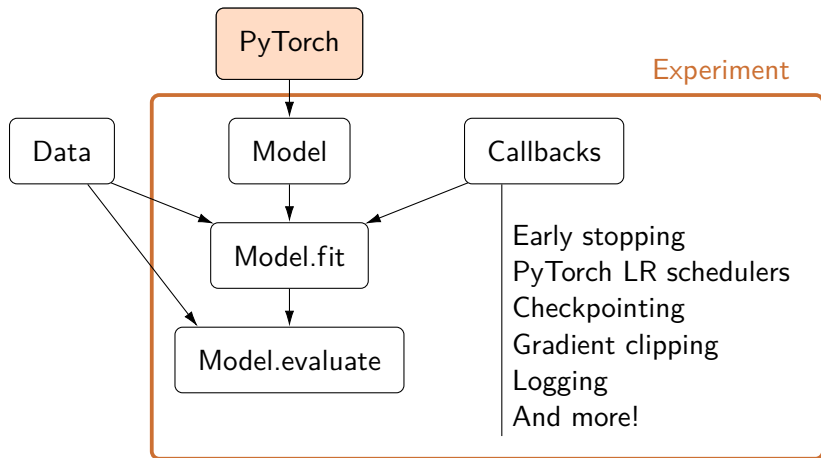 PyTorch
Experiment
Data
Model
Callbacks
Model.fit
Model.evaluate
Early stopping
PyTorch LR schedulers
Checkpointing
Gradient clipping
Logging
And more!